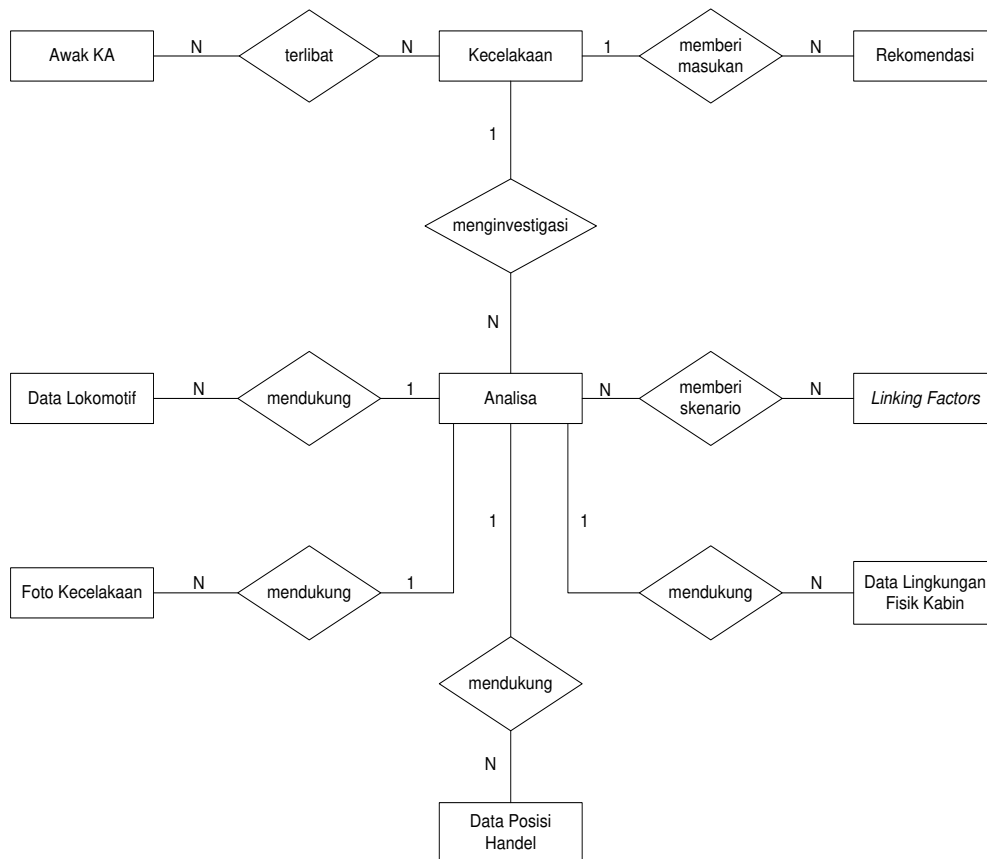 Awak KA
N
terlibat
N
Kecelakaan
1
memberi
masukan
N
Rekomendasi
1
menginvestigasi
N
Data Lokomotif
N
mendukung
1
Analisa
N
memberi
skenario
N
Linking Factors
1
1
Foto Kecelakaan
N
mendukung
1
mendukung
N
Data Lingkungan
Fisik Kabin
mendukung
N
Data Posisi
Handel